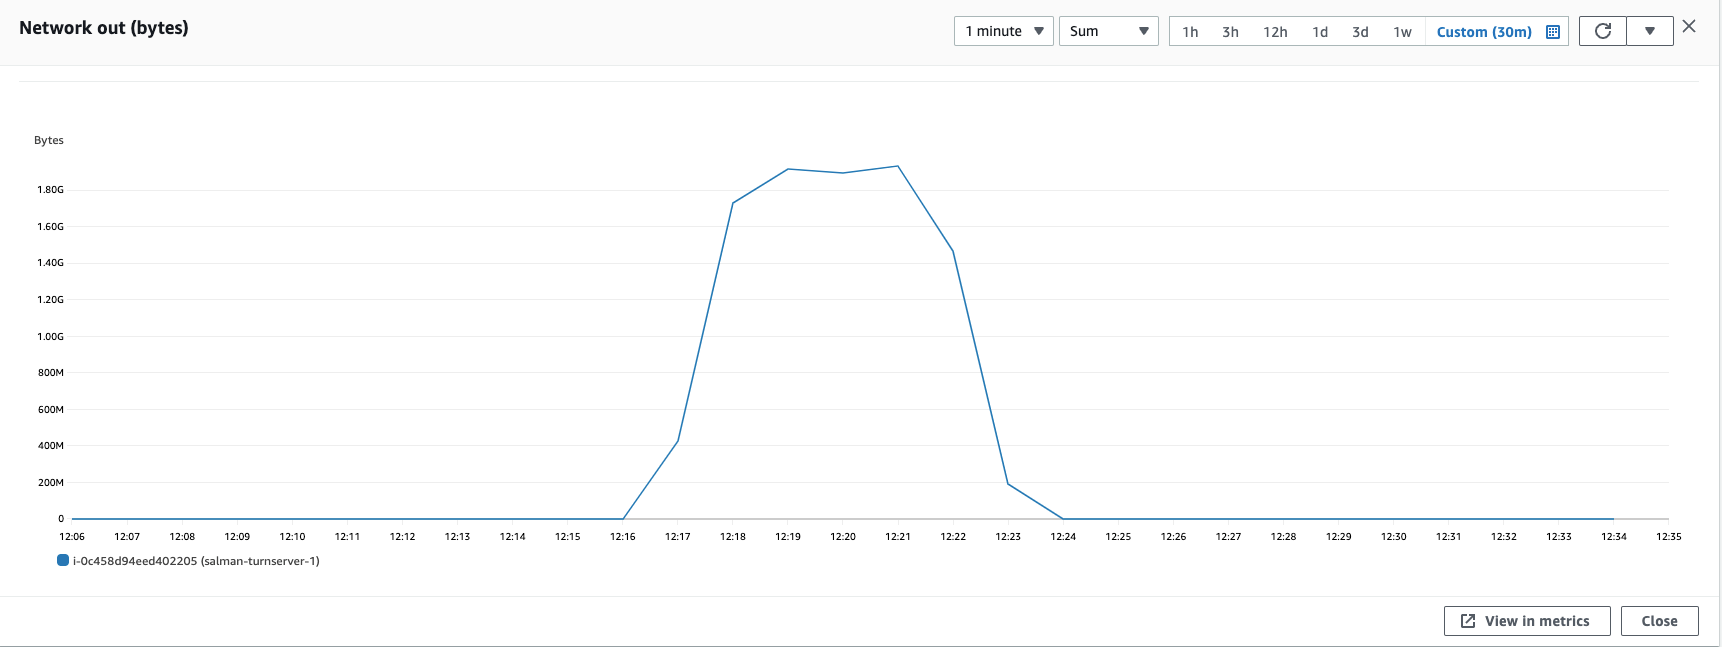 Network out (bytes)
1 minute Sum 1h 3h 12h 1d 3d 1w Custom (30m)
Bytes
1.80G
1.60G
1.40G
1.20G
1.00G
800M
600M
400M
200M
0
12:06 12:07 12:08 12:09 12:10 12:11 12:12 12:13 12:14 12:15 12:16 12:17 12:18 12:19 12:20 12:21 12:22 12:23 12:24 12:25 12:26 12:27 12:28 12:29 12:30 12:31 12:32 12:33 12:34 12:35
i-0c458d94eed402205 (salman-turnserver-1)
View in metrics Close